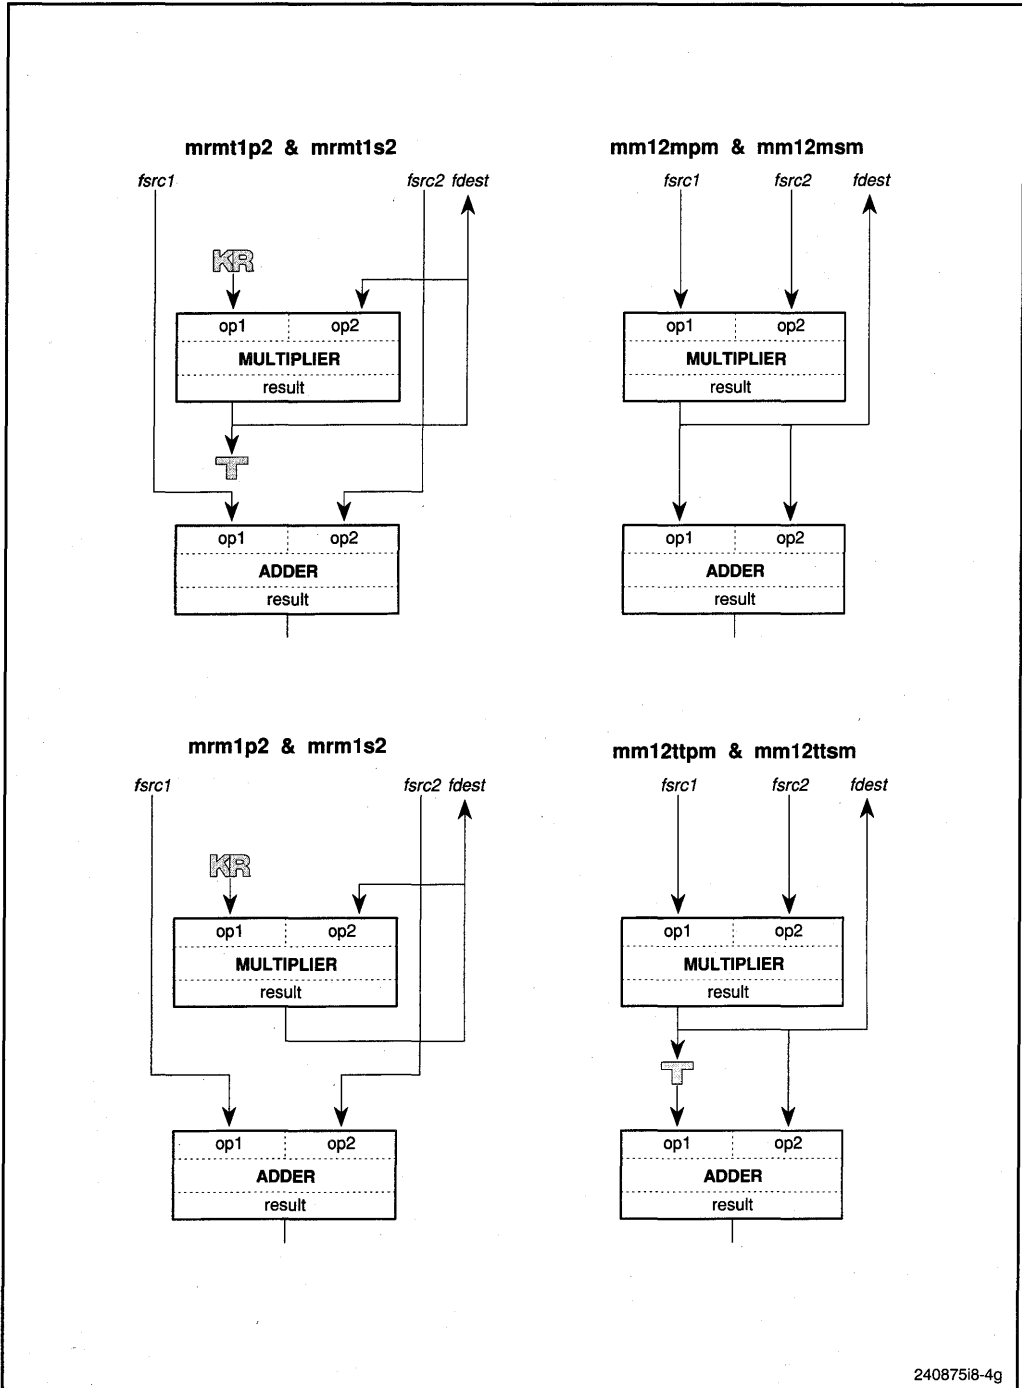 mrmt1p2 & mrmt1s2
fsrc1 fsrc2 fdest
KR
op1 op2
MULTIPLIER
result
T
op1 op2
ADDER
result
mm12mpm & mm12msm
fsrc1 fsrc2 fdest
op1 op2
MULTIPLIER
result
op1 op2
ADDER
result
mrm1p2 & mrm1s2
fsrc1 fsrc2 fdest
KR
op1 op2
MULTIPLIER
result
op1 op2
ADDER
result
mm12ttpm & mm12ttsm
fsrc1 fsrc2 fdest
op1 op2
MULTIPLIER
result
T
op1 op2
ADDER
result
240875i8-4g